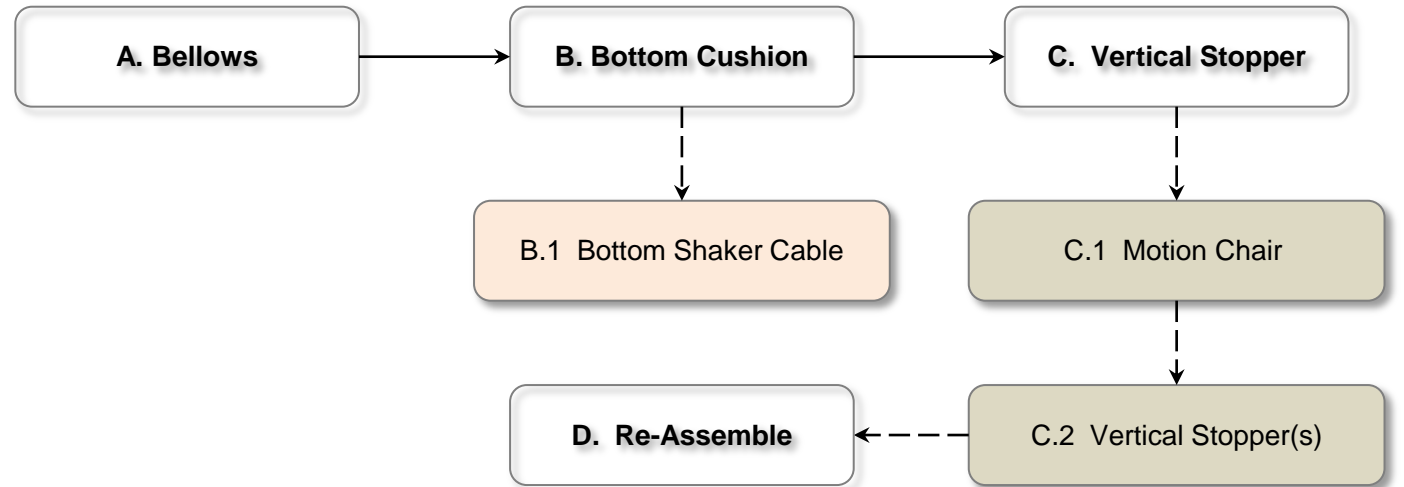 A. Bellows
B. Bottom Cushion
C. Vertical Stopper
B.1 Bottom Shaker Cable
C.1 Motion Chair
D. Re-Assemble
C.2 Vertical Stopper(s)